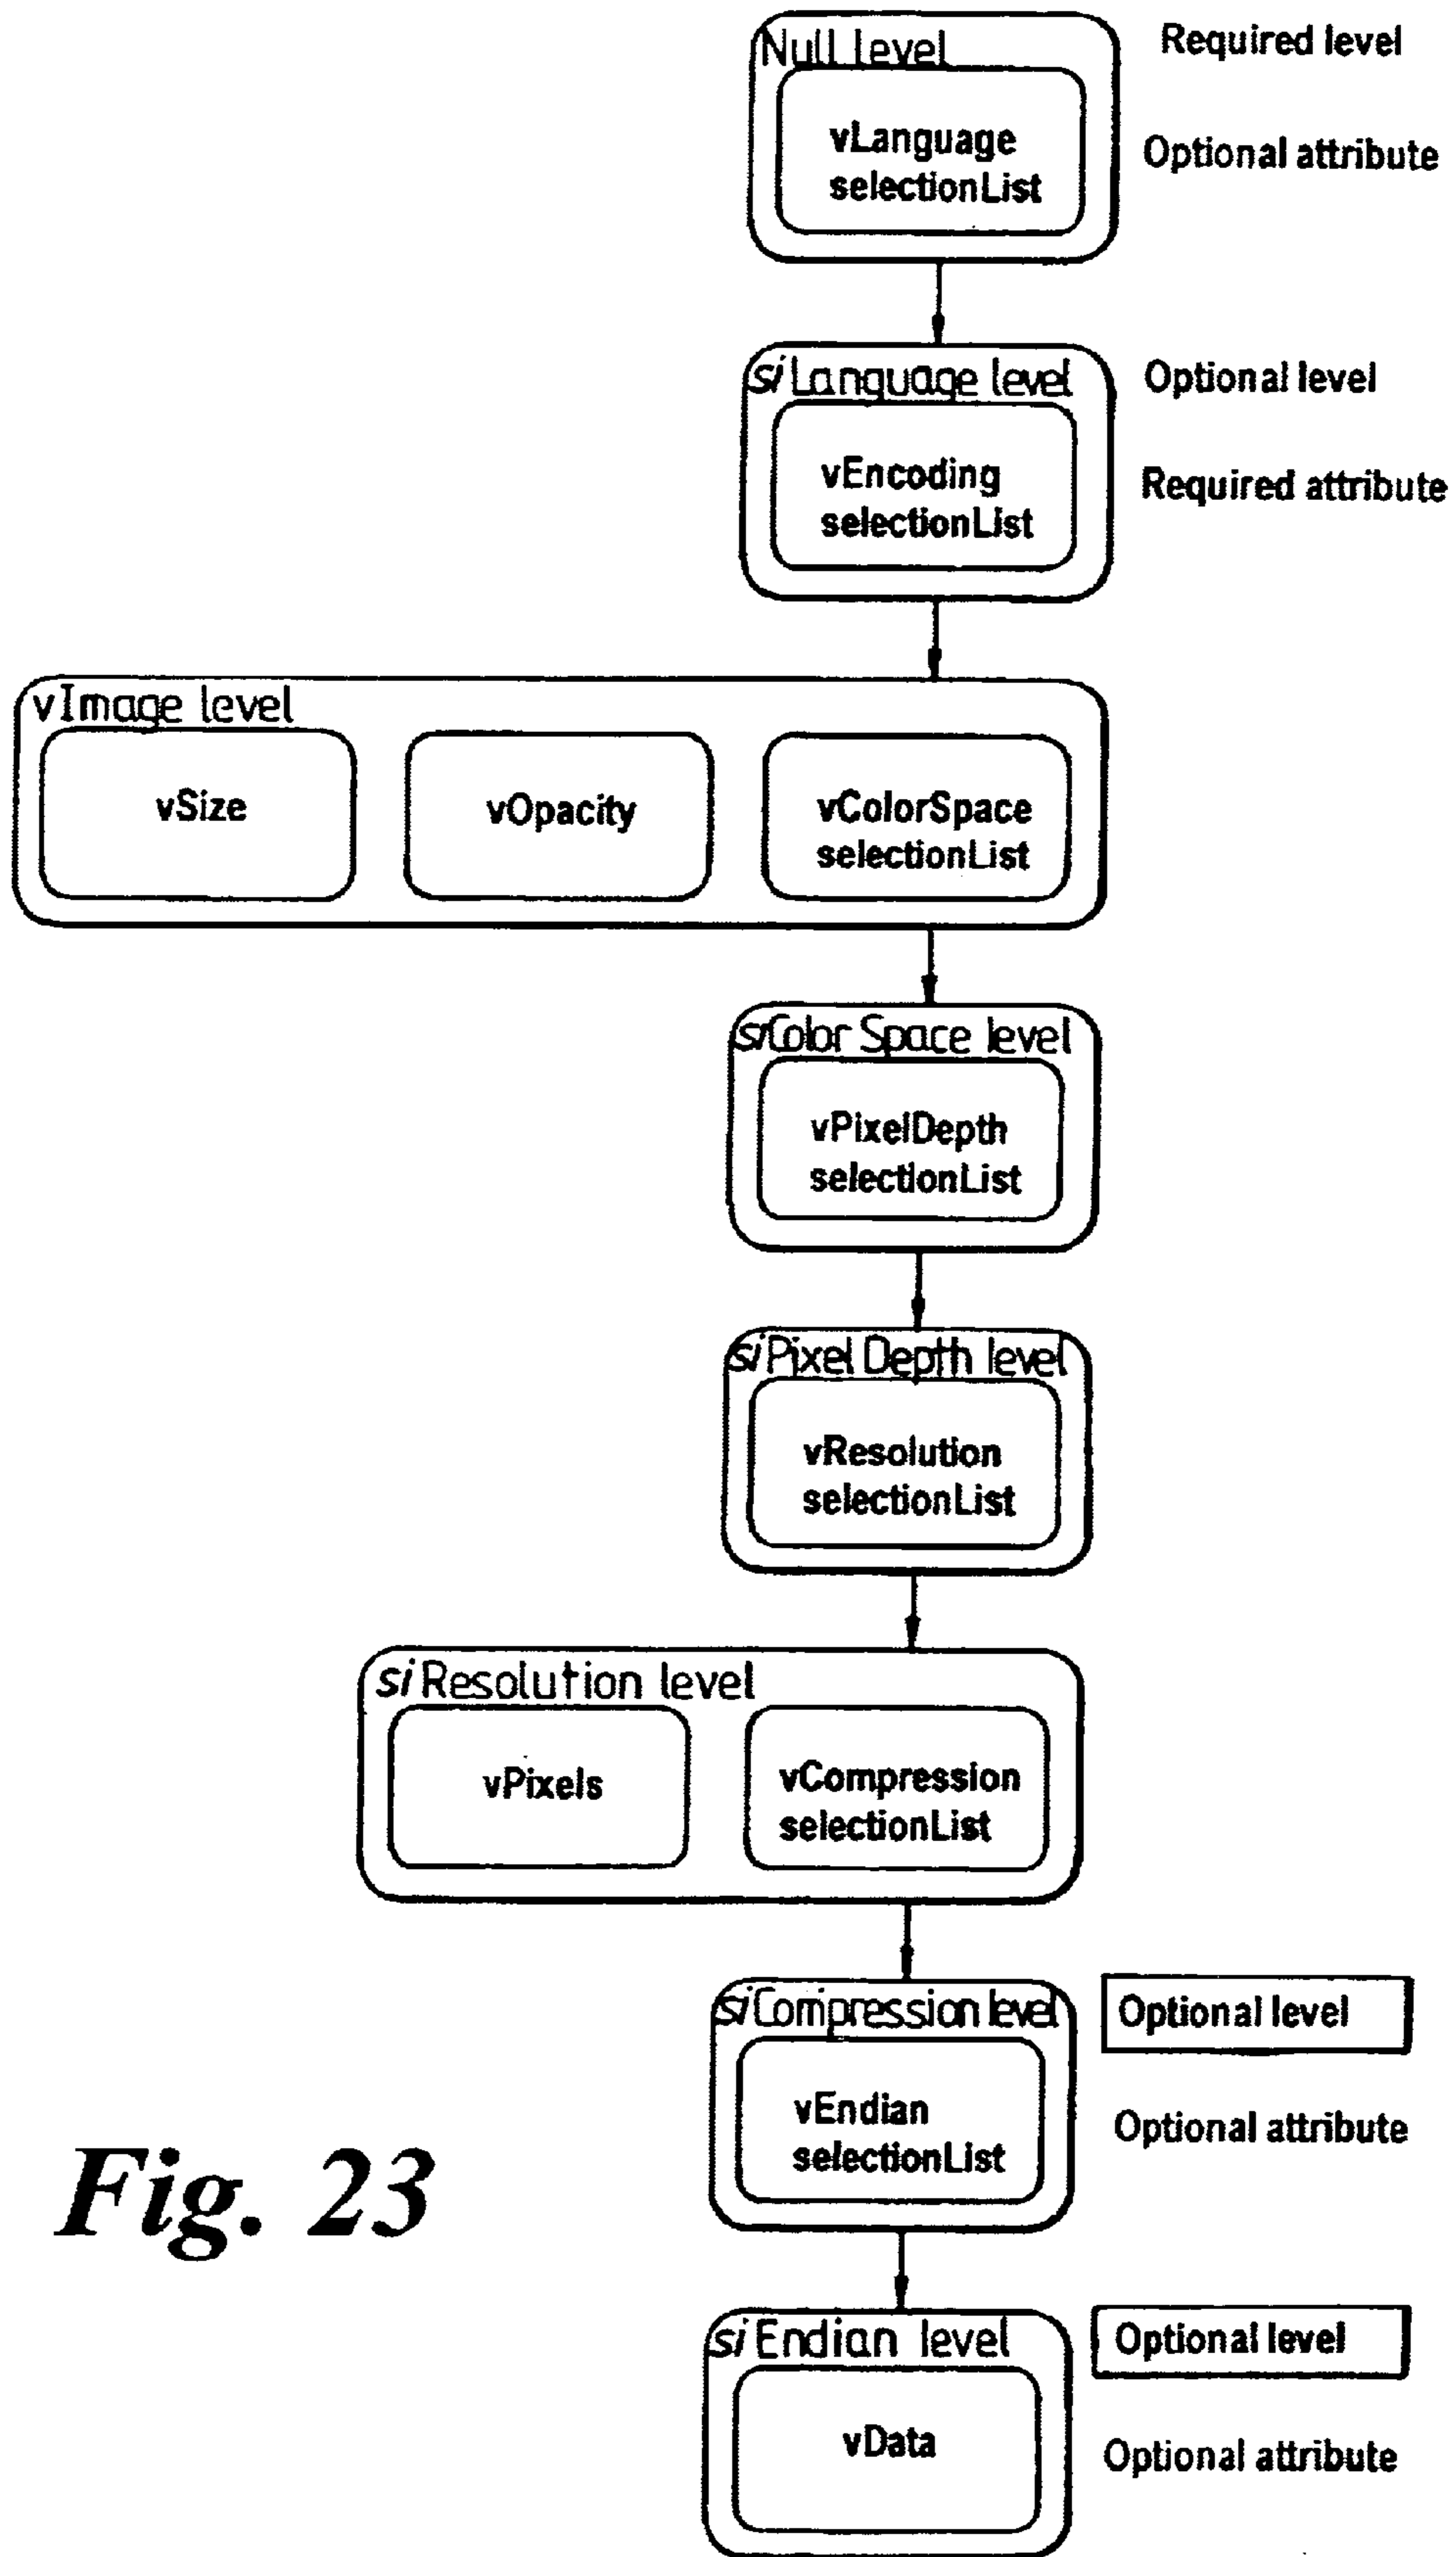 Null level
Required level
vLanguage
selectionList
Optional attribute
siLanguage level
Optional level
vEncoding
selectionList
Required attribute
vImage level
vSize
vOpacity
vColorSpace
selectionList
siColor Space level
vPixelDepth
selectionList
siPixel Depth level
vResolution
selectionList
siResolution level
vPixels
vCompression
selectionList
siCompression level
Optional level
vEndian
selectionList
Optional attribute
Fig. 23
siEndian level
Optional level
vData
Optional attribute